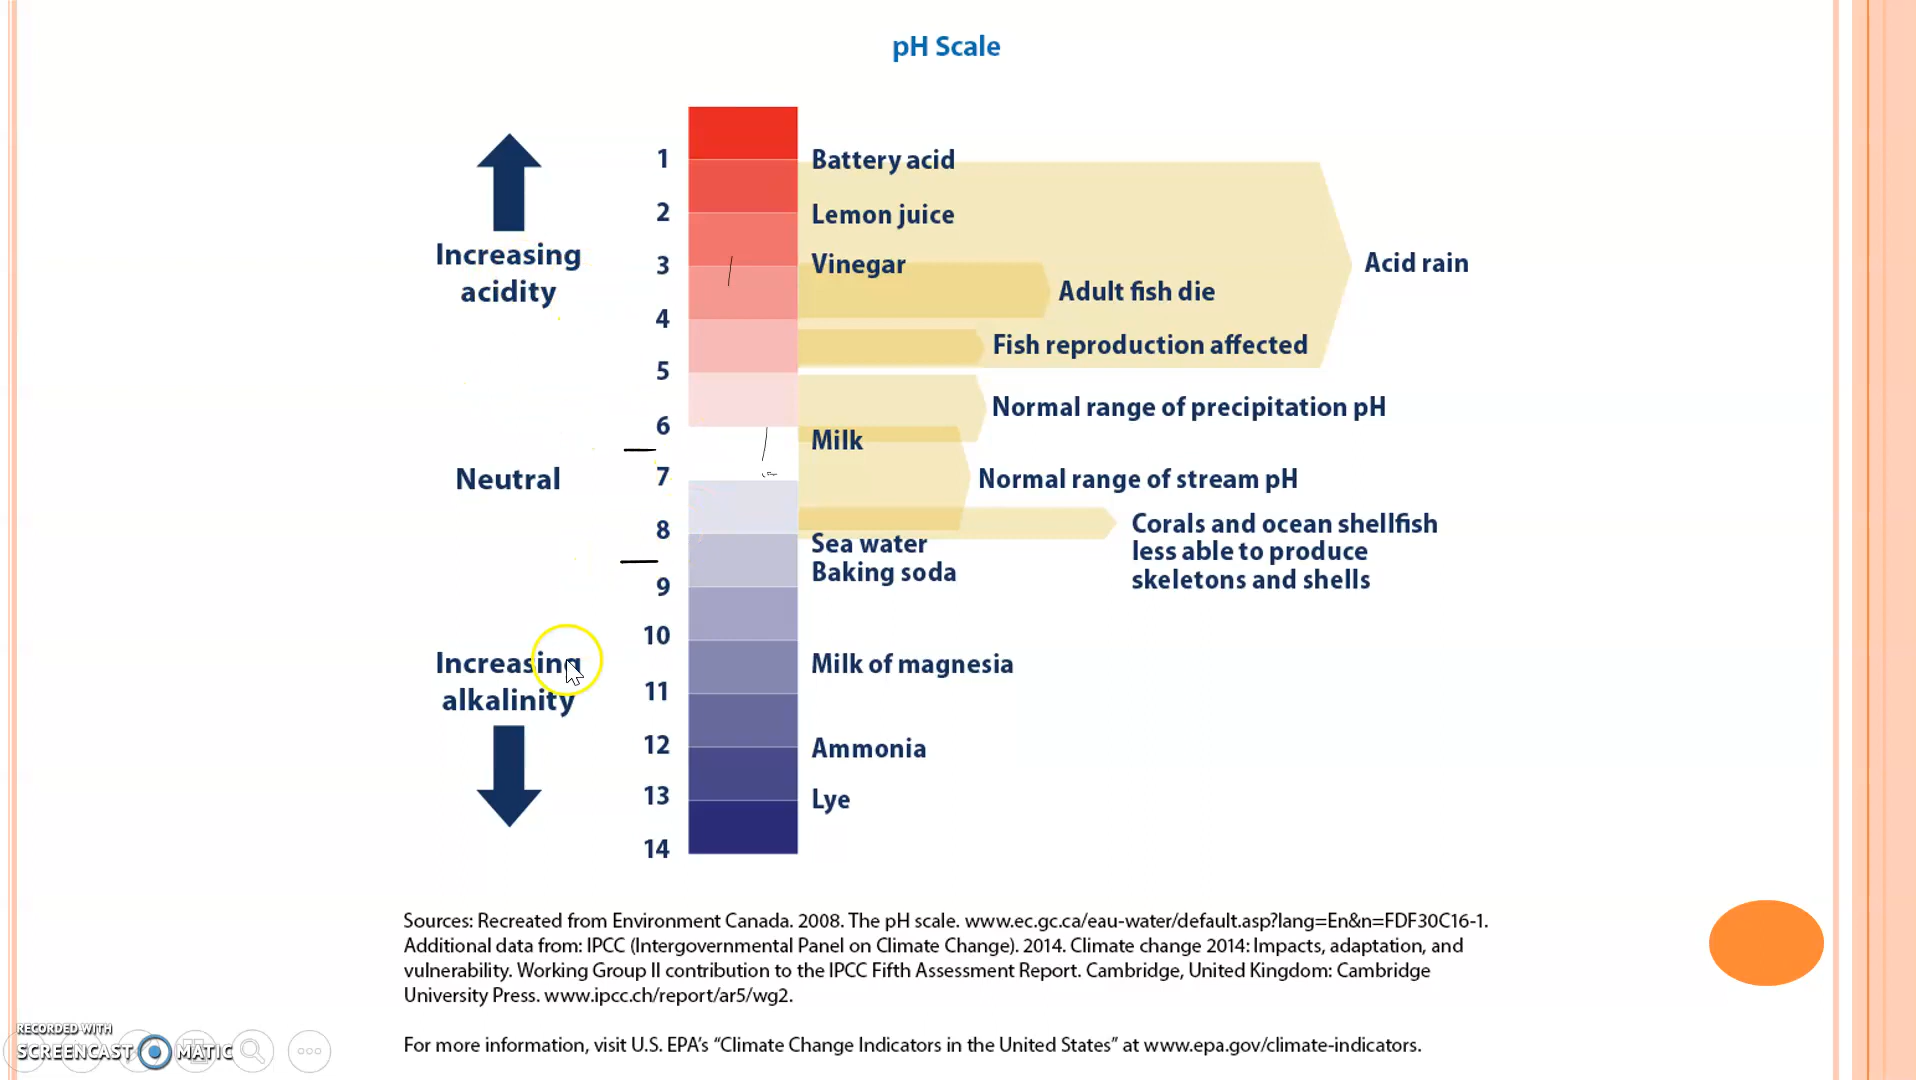 pH Scale
1 Battery acid
2 Lemon juice
Increasing
acidity
3 Vinegar
Acid rain
Adult fish die
4
Fish reproduction affected
5
Normal range of precipitation pH
6
Milk
Neutral
7
Normal range of stream pH
8
Corals and ocean shellfish
less able to produce
skeletons and shells
Sea water
Baking soda
9
10
Increasing
alkalinity
Milk of magnesia
11
12 Ammonia
13 Lye
14
Sources: Recreated from Environment Canada. 2008. The pH scale. www.ec.gc.ca/eau-water/default.asp?lang=En&n=FDF30C16-1.
Additional data from: IPCC (Intergovernmental Panel on Climate Change). 2014. Climate change 2014: Impacts, adaptation, and
vulnerability. Working Group II contribution to the IPCC Fifth Assessment Report. Cambridge, United Kingdom: Cambridge
University Press. www.ipcc.ch/report/ar5/wg2.
For more information, visit U.S. EPA's “Climate Change Indicators in the United States” at www.epa.gov/climate-indicators.
RECORDED WITH
SCREENCAST MATIC